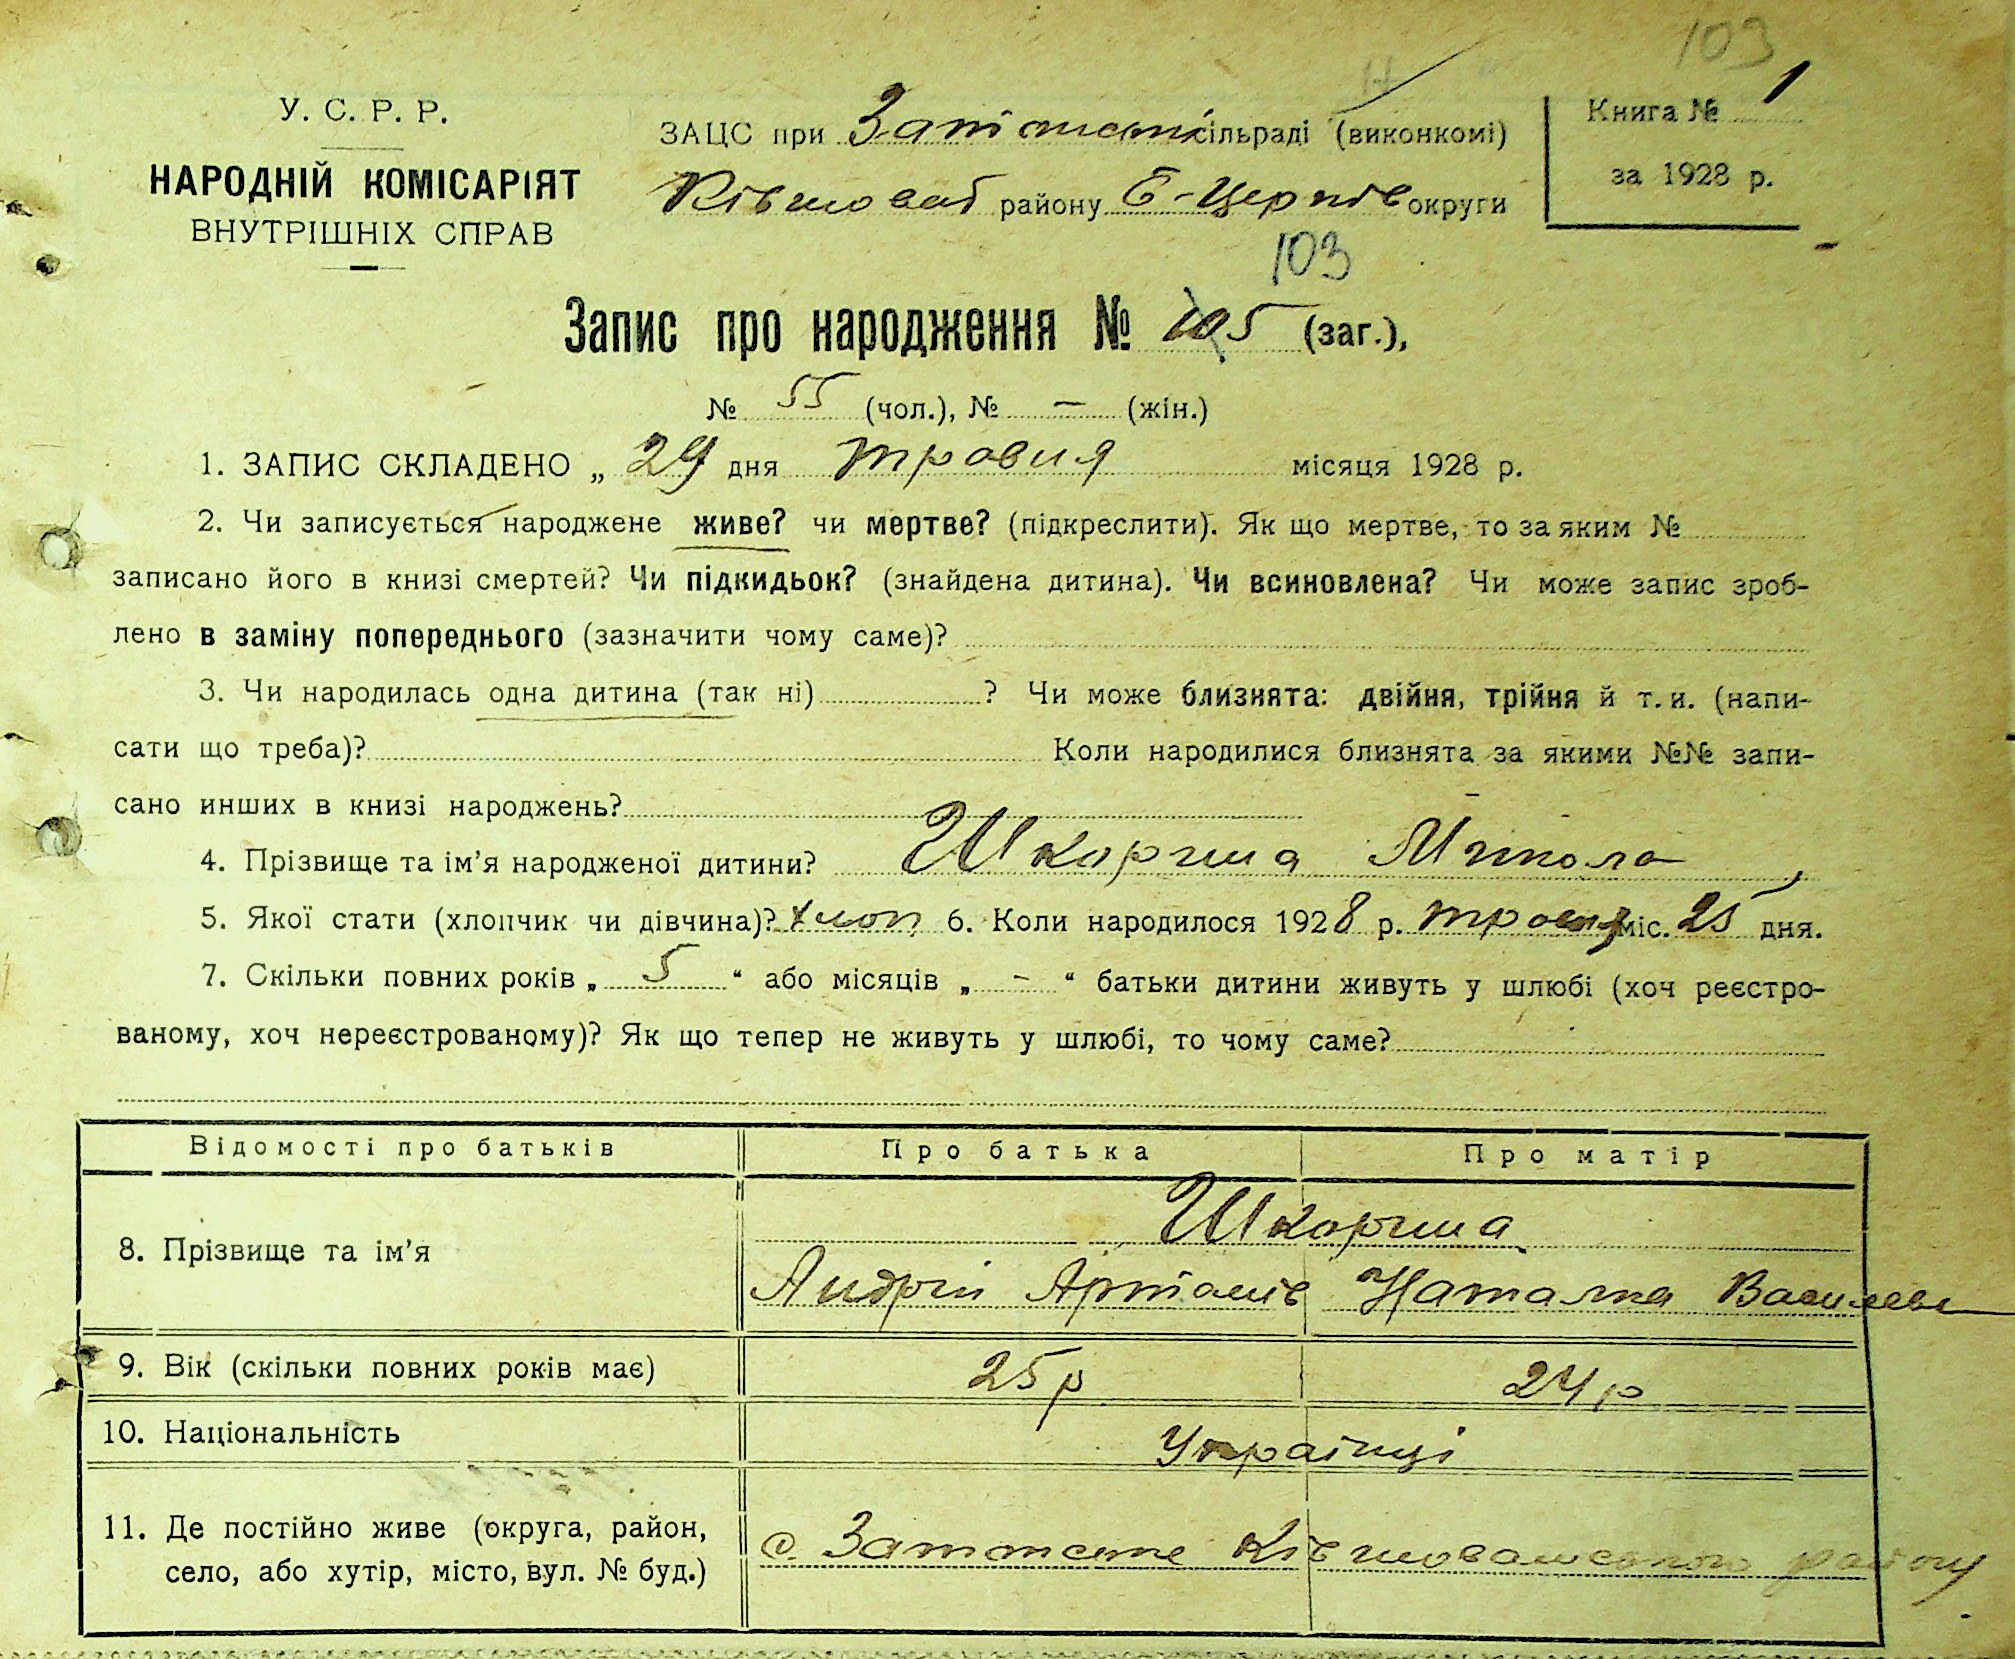 103
У. С. Р. Р.
НАРОДНІЙ КОМІСАРІЯТ
ВНУТРІШНІХ СПРАВ
ЗАЦС при сільраді (виконкомі)
району Б-Церків округи
Книга № 1
за 1928 р.
103
Запис про народження № 105 (заг.),
№ 55 (чол.), № — (жін.)
1. ЗАПИС СКЛАДЕНО „ 29 дня травня місяця 1928 р.
2. Чи записується народжене живе? чи мертве? (підкреслити). Як що мертве, то за яким №
записано його в книзі смертей? Чи підкидьок? (знайдена дитина). Чи всиновлена? Чи може запис зроб-
лено в заміну попереднього (зазначити чому саме)?
3. Чи народилась одна дитина (так ні) ? Чи може близнята: двійня, трійня й т. и. (напи-
сати що треба)? Коли народилися близнята за якими №№ запи-
сано инших в книзі народжень? —
4. Прізвище та ім’я народженої дитини? Микола
5. Якої стати (хлопчик чи дівчина)? хлоп 6. Коли народилося 1928 р. травня міс. 25 дня.
7. Скільки повних років „ 5 “ або місяців „ - “ батьки дитини живуть у шлюбі (хоч реєстро-
ваному, хоч нереєстрованому)? Як що тепер не живуть у шлюбі, то чому саме?
Відомості про батьків Про батька Про матір
8. Прізвище та ім’я
Андрій Наталка
9. Вік (скільки повних років має) 25 р 24 р
10. Національність Українці
11. Де постійно живе (округа, район,
село, або хутір, місто, вул. № буд.) с. району